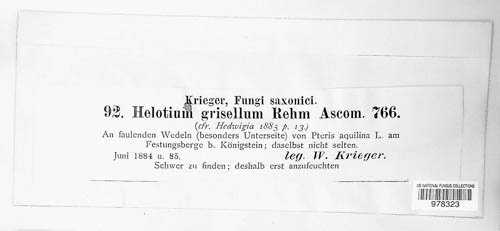 Krieger, Fungi saxonici.
92. Helotium grisellum Rehm Ascom. 766.
(cfr. Hedwigia 1885 p. 13.)
An faulenden Wedeln (besonders Unterseite) von Pteris aquilina L. am
Festungsberge b. Königstein; daselbst nicht selten.
Juni 1884 u. 85. leg. W. Krieger.
Schwer zu finden; deshalb erst anzufeuchten
US NATIONAL FUNGUS COLLECTIONS
978323